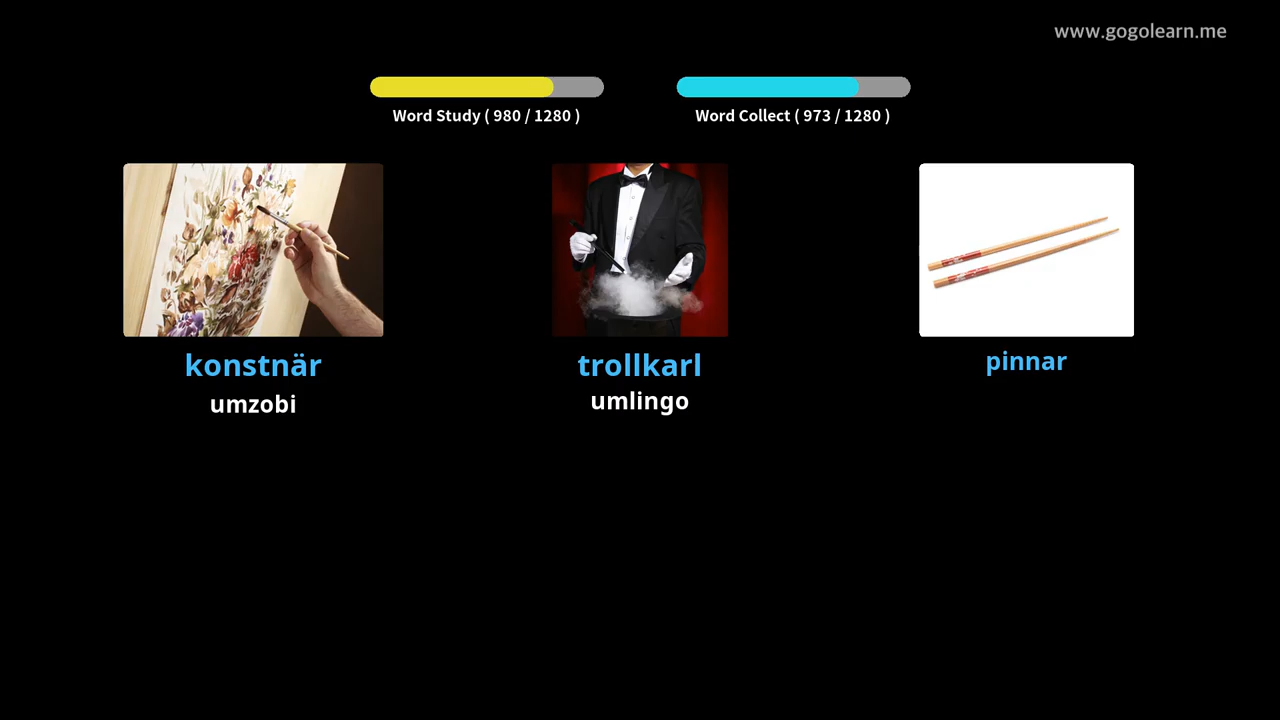 www.gogolearn.me
Word Study ( 980 / 1280 )
Word Collect ( 973 / 1280 )
konstnär
umzobi
trollkarl
umlingo
pinnar